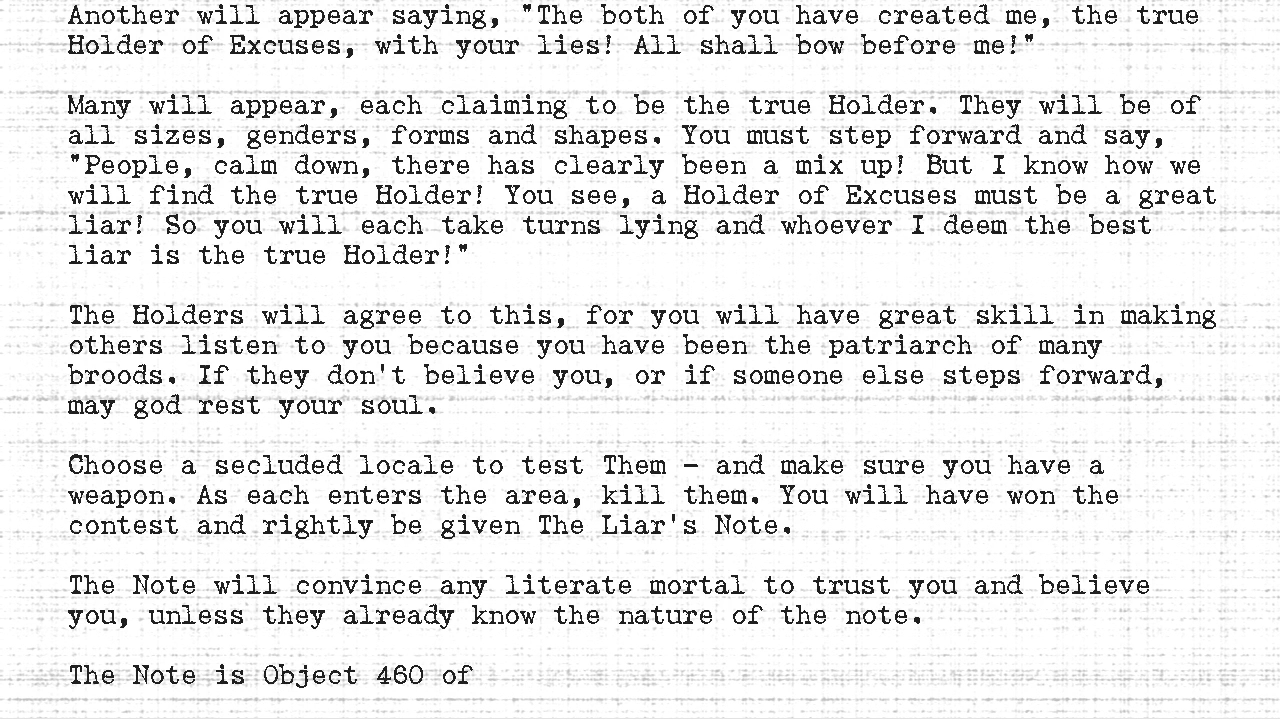 Another will appear saying, "The both of you have created me, the true
Holder of Excuses, with your lies! All shall bow before me!"
Many will appear, each claiming to be the true Holder. They will be of
all sizes, genders, forms and shapes. You must step forward and say,
"People, calm down, there has clearly been a mix up! But I know how we
will find the true Holder! You see, a Holder of Excuses must be a great
liar! So you will each take turns lying and whoever I deem the best
liar is the true Holder!"
The Holders will agree to this, for you will have great skill in making
others listen to you because you have been the patriarch of many
broods. If they don't believe you, or if someone else steps forward,
may god rest your soul.
Choose a secluded locale to test Them - and make sure you have a
weapon. As each enters the area, kill them. You will have won the
contest and rightly be given The Liar's Note.
The Note will convince any literate mortal to trust you and believe
you, unless they already know the nature of the note.
The Note is Object 460 of